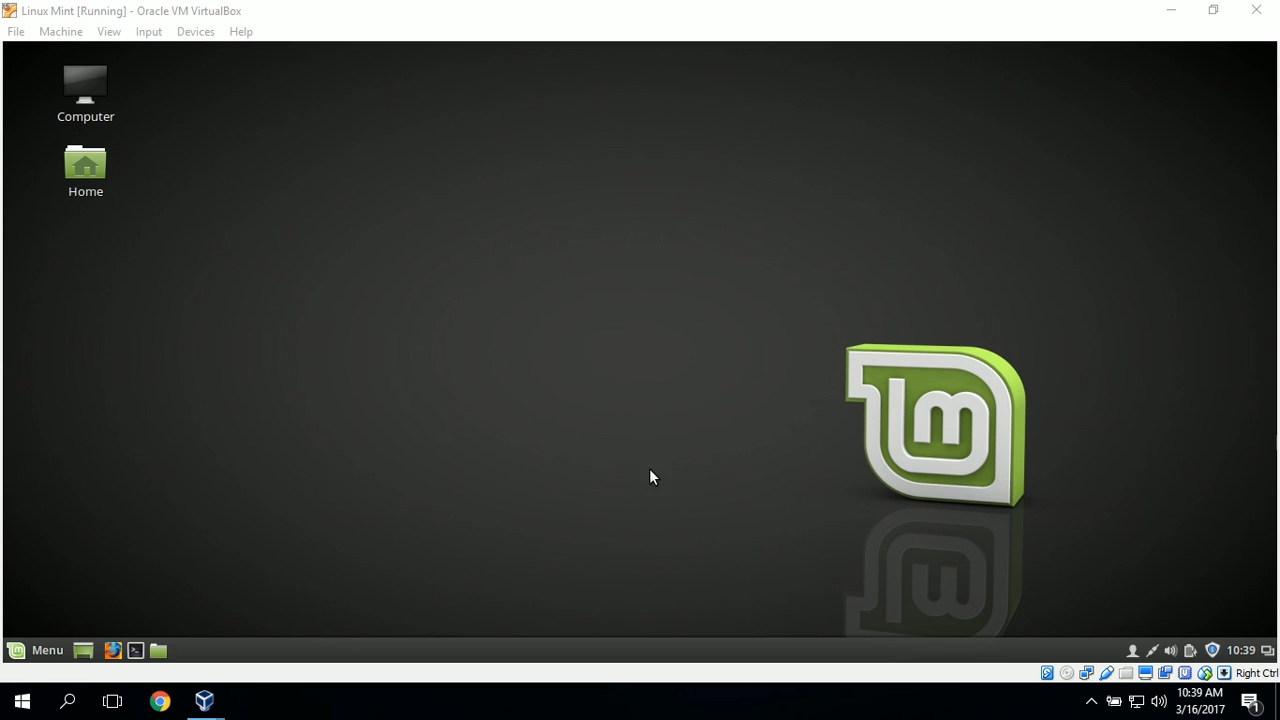 Linux Mint [Running] - Oracle VM VirtualBox
File Machine View Input Devices Help
Computer
Home
Menu
10:39
Right Ctrl
10:39 AM
3/16/2017
1